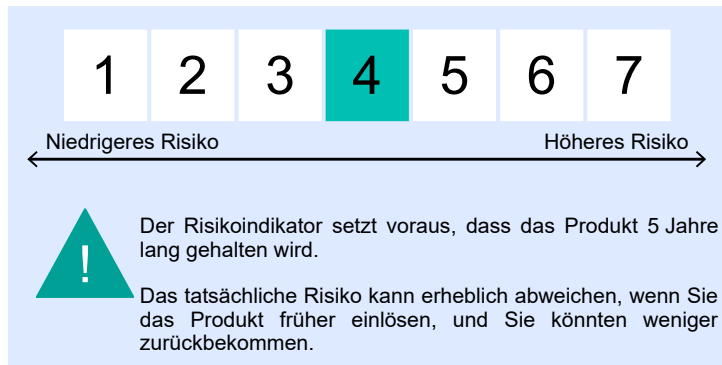 1 2 3 4 5 6 7
Niedrigeres Risiko Höheres Risiko
!
Der Risikoindikator setzt voraus, dass das Produkt 5 Jahre
lang gehalten wird.
Das tatsächliche Risiko kann erheblich abweichen, wenn Sie
das Produkt früher einlösen, und Sie könnten weniger
zurückbekommen.